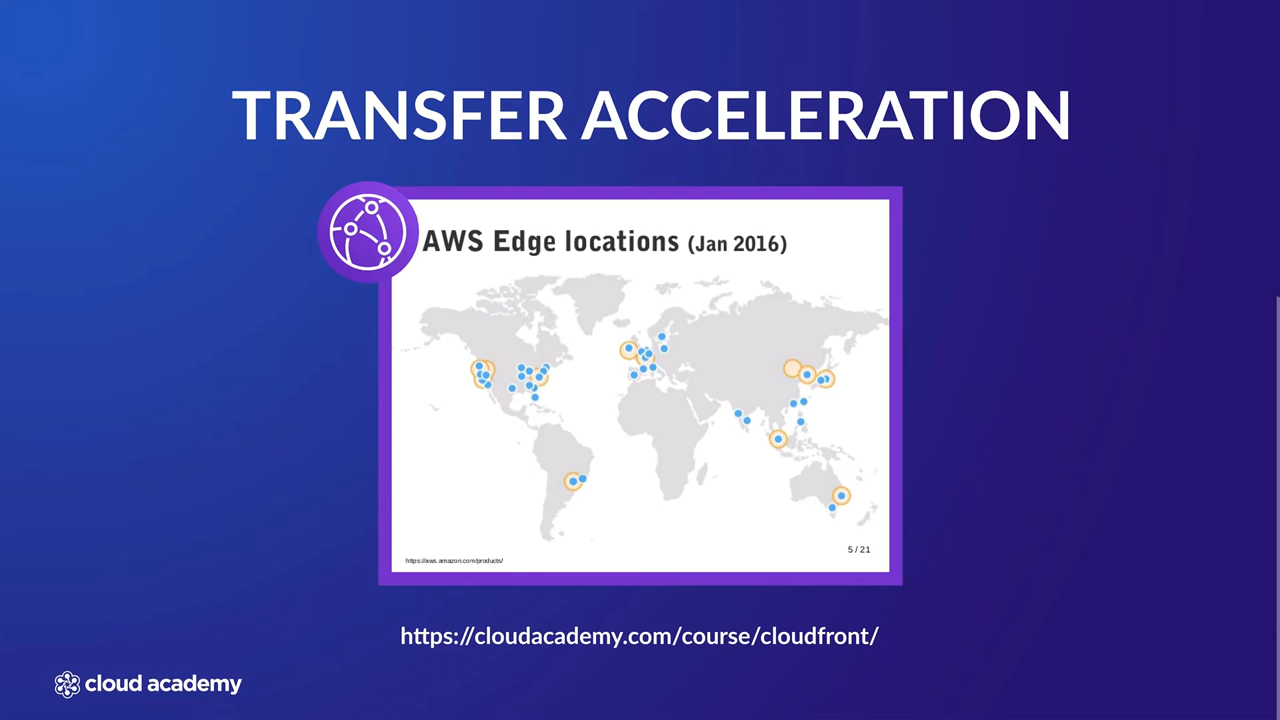 TRANSFER ACCELERATION
AWS Edge locations (Jan 2016)
5 / 21
https://aws.amazon.com/products/
https://cloudacademy.com/course/cloudfront/
cloud academy